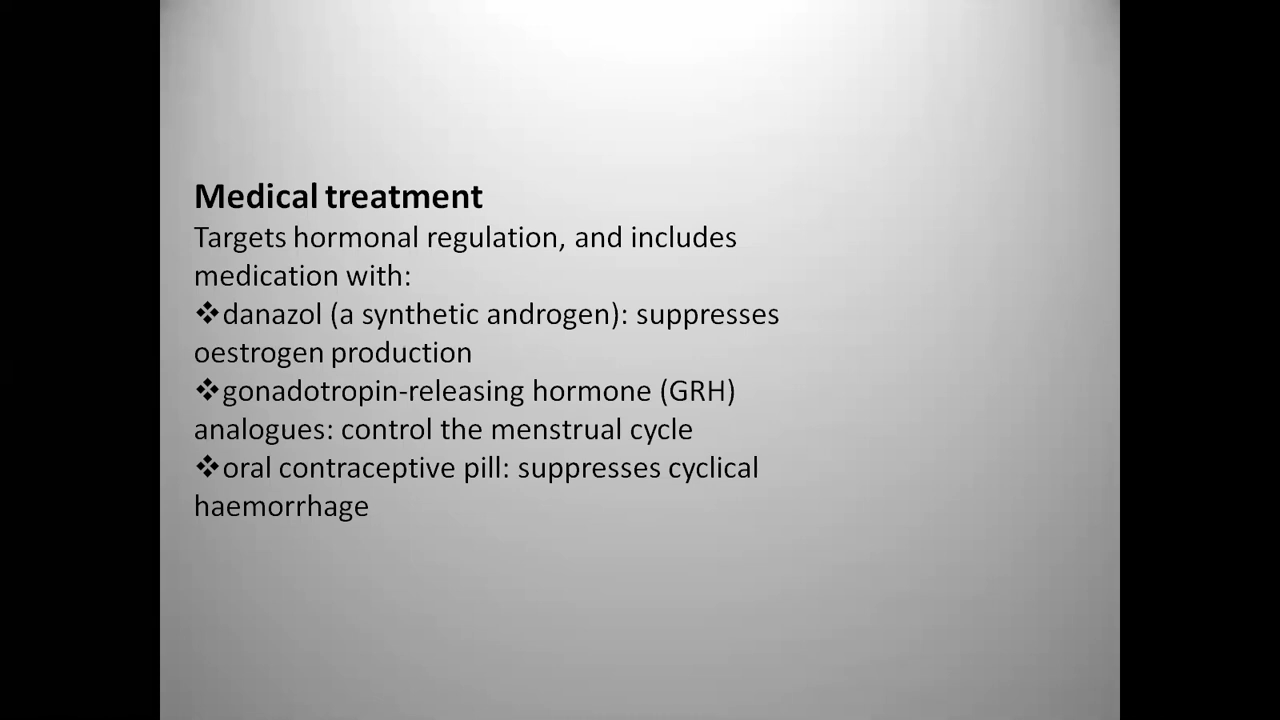 Medical treatment
Targets hormonal regulation, and includes
medication with:
❖danazol (a synthetic androgen): suppresses
oestrogen production
❖gonadotropin-releasing hormone (GRH)
analogues: control the menstrual cycle
❖oral contraceptive pill: suppresses cyclical
haemorrhage